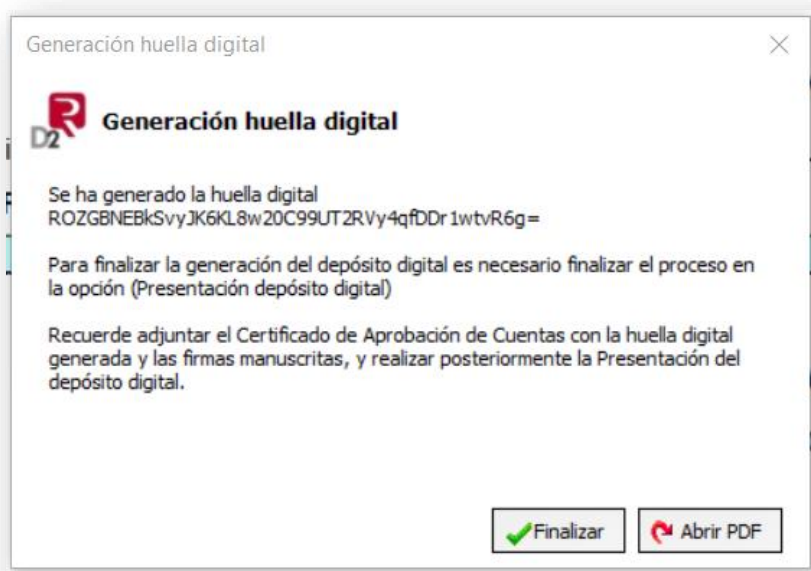 Generación huella digital
D2R
Generación huella digital
Se ha generado la huella digital
ROZGBNEBkSvyJK6KL8w20C99UT2RVy4qfDDr1wtvR6g=
Para finalizar la generación del depósito digital es necesario finalizar el proceso en
la opción (Presentación depósito digital)
Recuerde adjuntar el Certificado de Aprobación de Cuentas con la huella digital
generada y las firmas manuscritas, y realizar posteriormente la Presentación del
depósito digital.
Finalizar
Abrir PDF